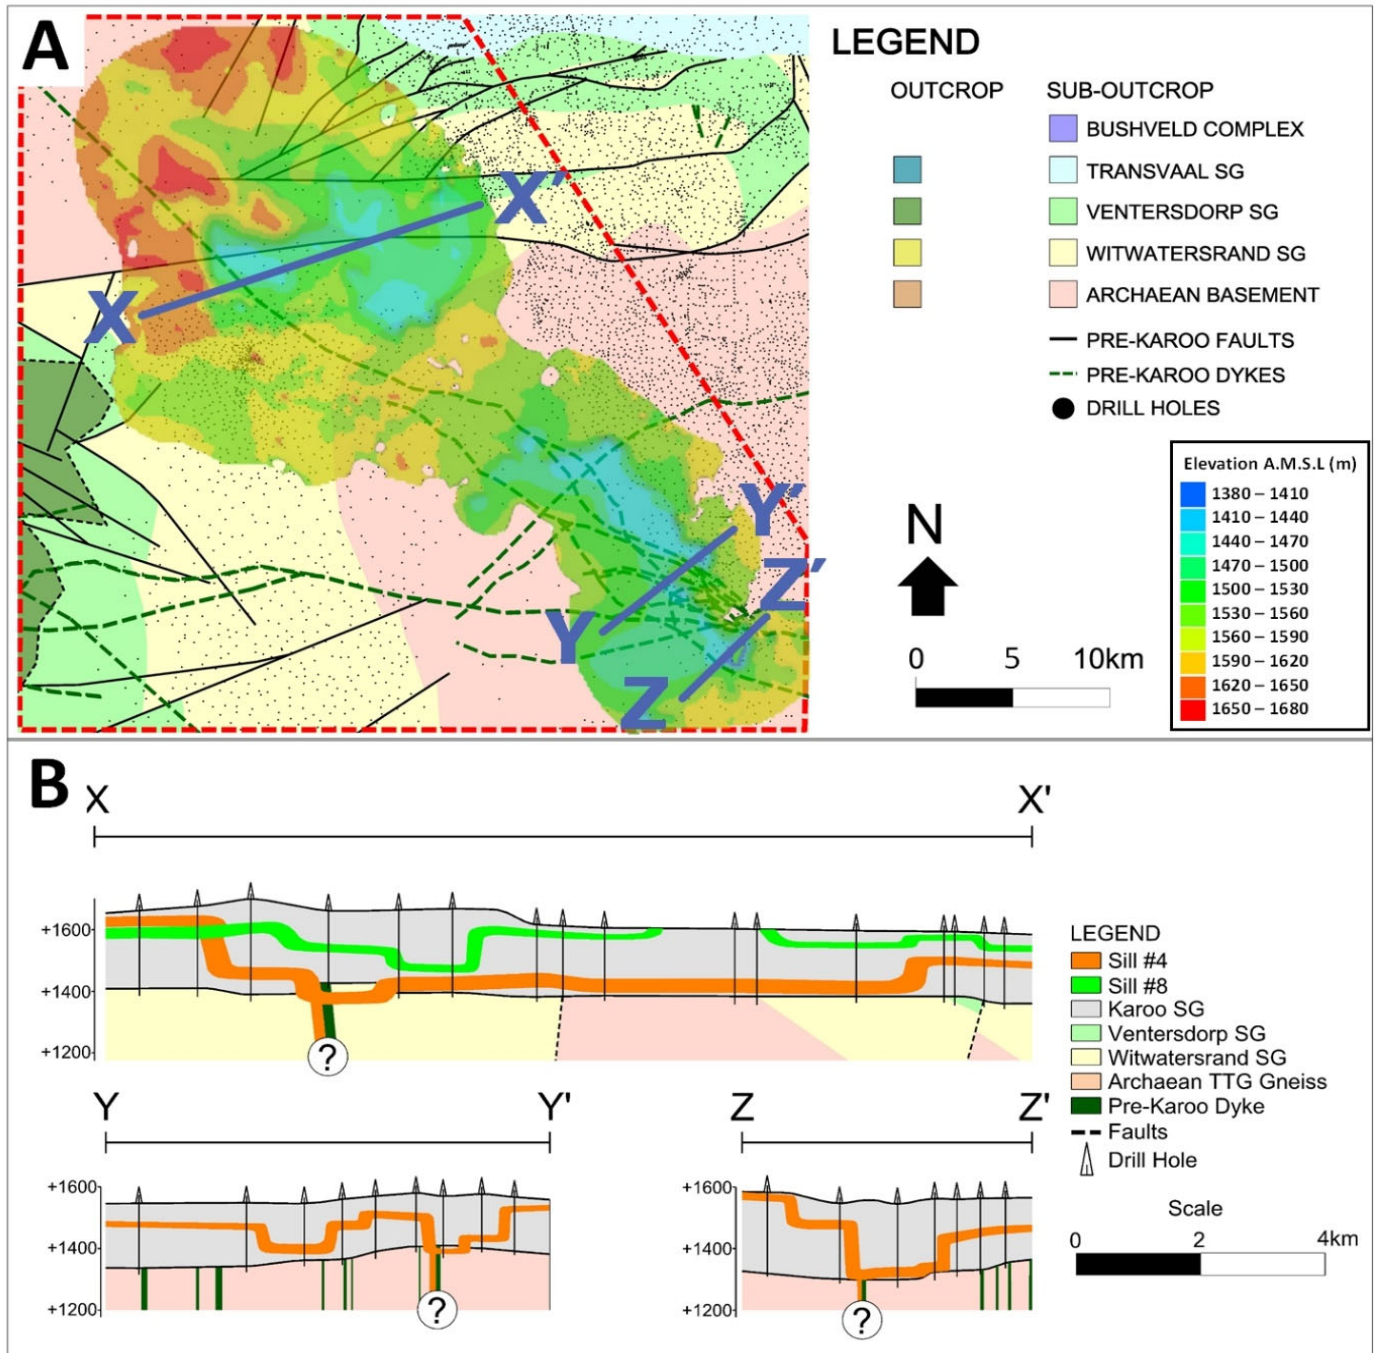 A
X
X'
Y
Y'
Z
Z'
LEGEND
OUTCROP
SUB-OUTCROP
BUSHVELD COMPLEX
TRANSVAAL SG
VENTERSDORP SG
WITWATERSRAND SG
ARCHAEAN BASEMENT
PRE-KAROO FAULTS
PRE-KAROO DYKES
DRILL HOLES
N
0 5 10km
Elevation A.M.S.L (m)
1380 – 1410
1410 – 1440
1440 – 1470
1470 – 1500
1500 – 1530
1530 – 1560
1560 – 1590
1590 – 1620
1620 – 1650
1650 – 1680
B
X X'
+1600
+1400
+1200
?
LEGEND
Sill #4
Sill #8
Karoo SG
Ventersdorp SG
Witwatersrand SG
Archaean TTG Gneiss
Pre-Karoo Dyke
Faults
Drill Hole
Scale
0 2 4km
Y Y'
+1600
+1400
+1200
?
Z Z'
+1600
+1400
+1200
?